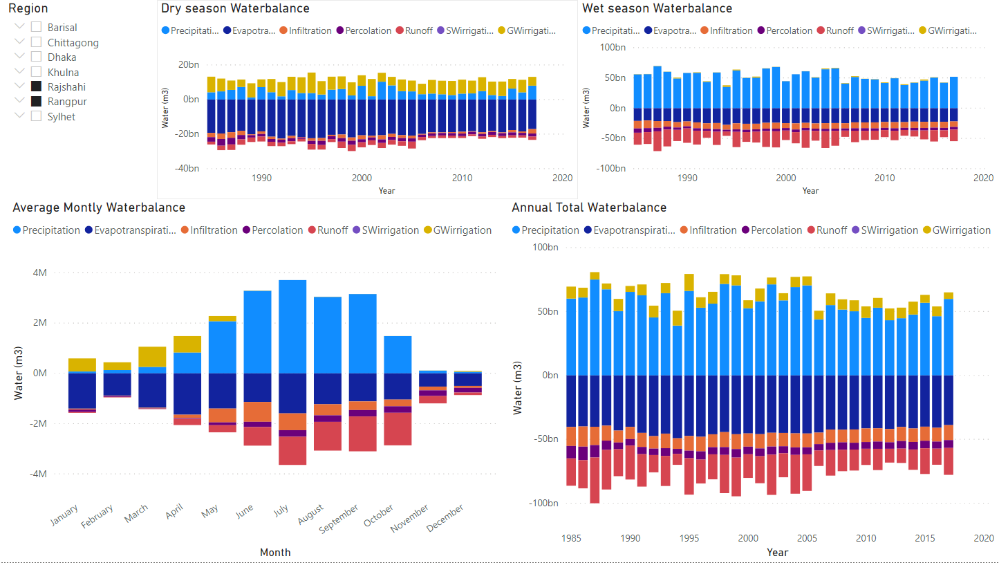 Region
Barisal
Chittagong
Dhaka
Khulna
Rajshahi
Rangpur
Sylhet
Dry season Waterbalance
Precipitati... Evapotra... Infiltration Percolation Runoff SWirrigati... GWirrigati...
Water (m3)
20bn
0bn
-20bn
-40bn
1990 2000 2010 2020
Year
Wet season Waterbalance
Precipitati... Evapotra... Infiltration Percolation Runoff SWirrigati... GWirrigati...
Water (m3)
100bn
50bn
0bn
-50bn
-100bn
1990 2000 2010 2020
Year
Average Montly Waterbalance
Precipitation Evapotranspirati... Infiltration Percolation Runoff SWirrigation GWirrigation
Water (m3)
4M
2M
0M
-2M
-4M
January February March April May June July August September October November December
Month
Annual Total Waterbalance
Precipitation Evapotranspirati... Infiltration Percolation Runoff SWirrigation GWirrigation
Water (m3)
100bn
50bn
0bn
-50bn
-100bn
1985 1990 1995 2000 2005 2010 2015 2020
Year